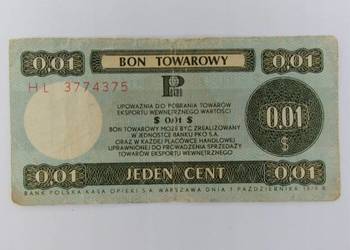 0,01 BON TOWAROWY 0,01
HL 3774375
PEKAO
UPOWAŻNIA DO POBRANIA TOWARÓW
EKSPORTU WEWNĘTRZNEGO WARTOŚCI
$ 0,01 $
0,01
$
BON TOWAROWY MOŻE BYĆ ZREALIZOWANY
W JEDNOSTCE BANKU PKO S.A.
ORAZ W KAŻDEJ PLACÓWCE HANDLOWEJ
UPRAWNIONEJ DO PROWADZENIA SPRZEDAŻY
TOWARÓW EKSPORTU WEWNĘTRZNEGO
0,01 JEDEN CENT 0,01
BANK POLSKA KASA OPIEKI S.A. WARSZAWA DNIA 1 PAŹDZIERNIKA 1979 R.